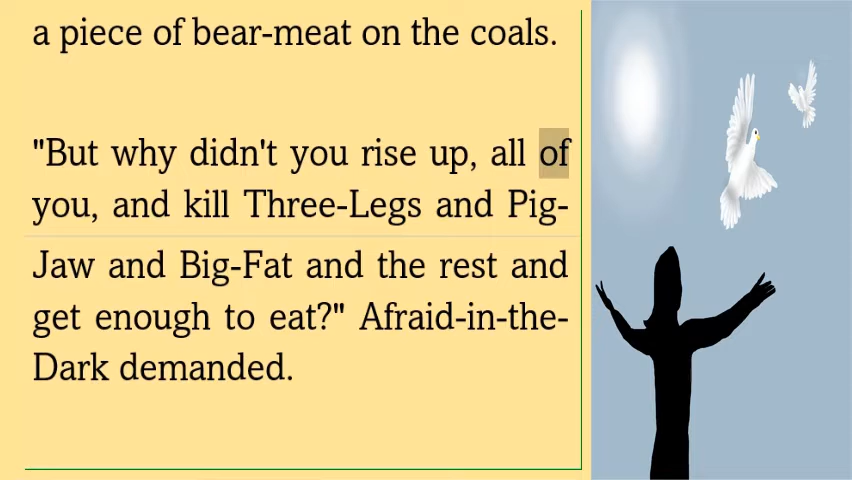 a piece of bear-meat on the coals.
"But why didn't you rise up, all of
you, and kill Three-Legs and Pig-
Jaw and Big-Fat and the rest and
get enough to eat?" Afraid-in-the-
Dark demanded.